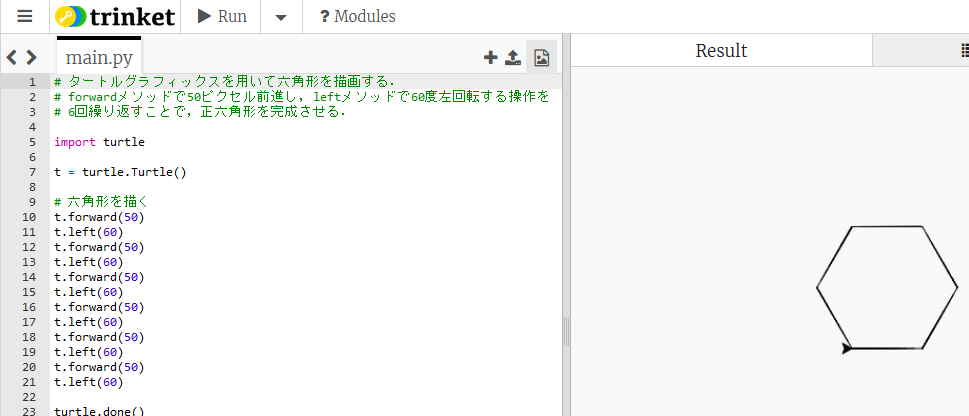 trinket Run ? Modules
main.py
Result
1 # タートルグラフィックスを用いて六角形を描画する.
2 # forwardメソッドで50ピクセル前進し, leftメソッドで60度左回転する操作を
3 # 6回繰り返すことで, 正六角形を完成させる.
4
5 import turtle
6
7 t = turtle.Turtle()
8
9 # 六角形を描く
10 t.forward(50)
11 t.left(60)
12 t.forward(50)
13 t.left(60)
14 t.forward(50)
15 t.left(60)
16 t.forward(50)
17 t.left(60)
18 t.forward(50)
19 t.left(60)
20 t.forward(50)
21 t.left(60)
22
23 turtle.done()